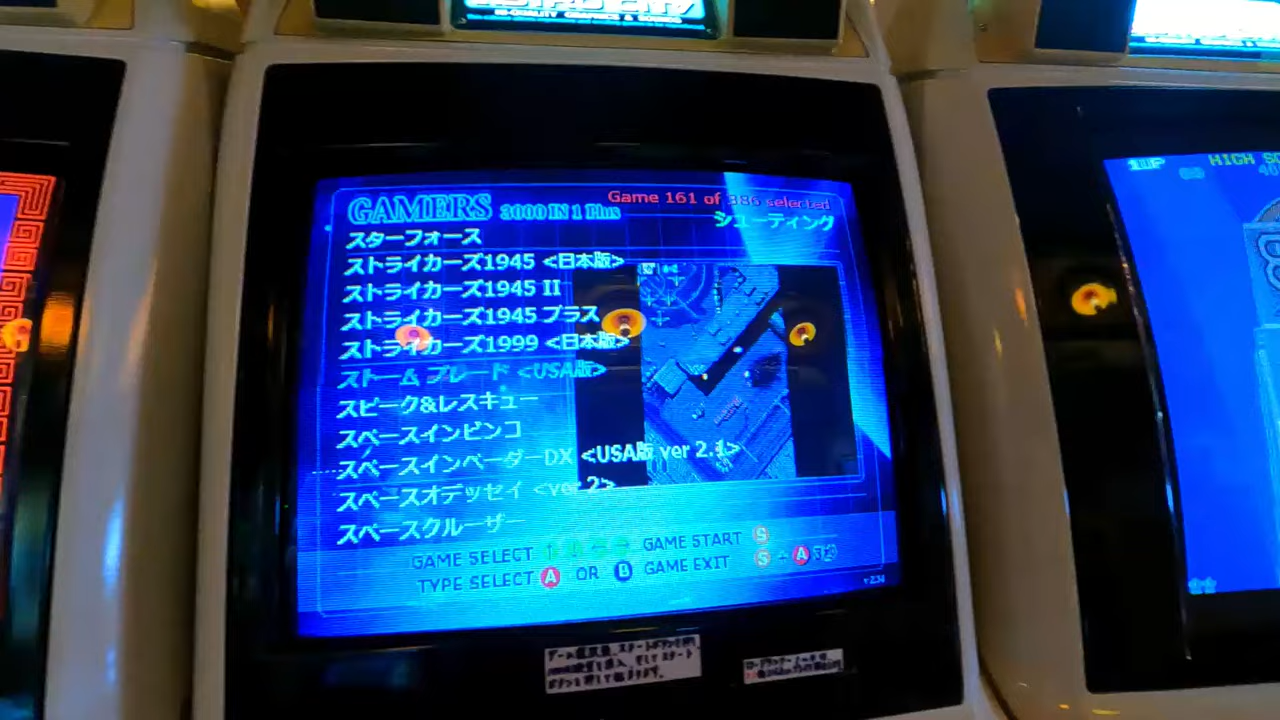 HI-QUALITY GRAPHICS & SOUNDS
GAMERS 3000 IN 1 Plus
Game 161 of 386 selected
シューティング
スターフォース
ストライカーズ1945 <日本版>
ストライカーズ1945 II
ストライカーズ1945 プラス
ストライカーズ1999 <日本版>
ストーム ブレード <USA版>
スピーク&レスキュー
スペースインビンコ
スペースインベーダーDX <USA版 ver 2.1>
スペースオデッセイ <ver 2>
スペースクルーザー
GAME SELECT ↑ ↓ ← → GAME START S
TYPE SELECT A OR B GAME EXIT S + A 3秒
v 2.34
1UP
HIGH